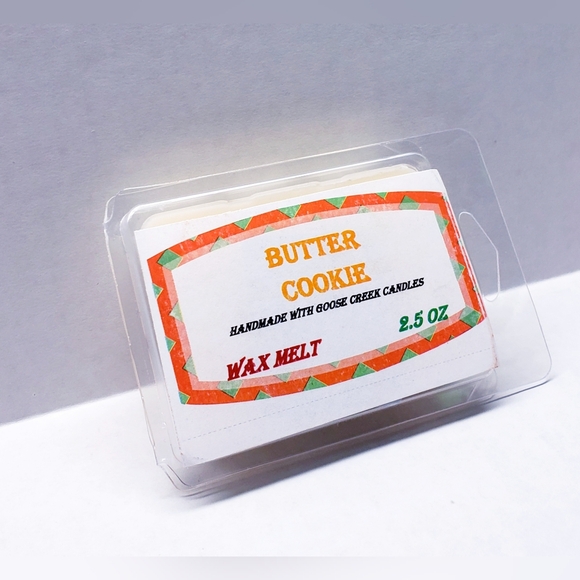 BUTTER
COOKIE
HANDMADE WITH GOOSE CREEK CANDLES
2.5 OZ
WAX MELT